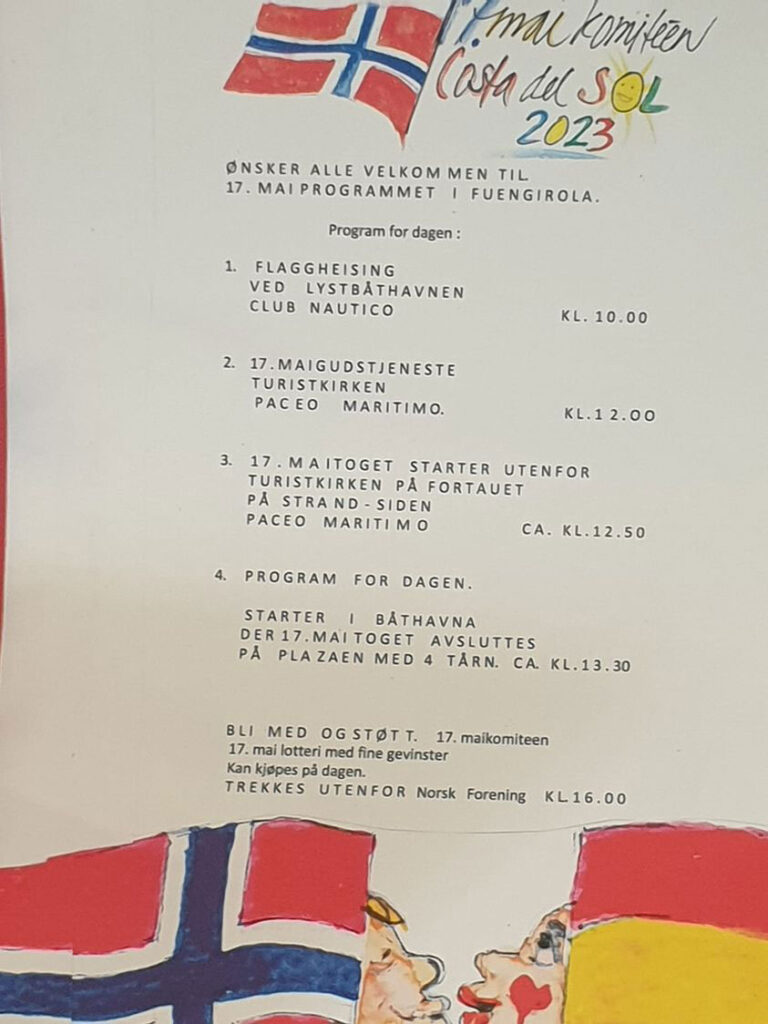 17. mai komiteén
Costa del SOL
2023
ØNSKER ALLE VELKOMMEN TIL
17. MAI PROGRAMMET I FUENGIROLA.
Program for dagen :
1. FLAGGHEISING
VED LYSTBÅTHAVNEN
CLUB NAUTICO KL. 10.00
2. 17.MAIGUDSTJENESTE
TURISTKIRKEN
PACEO MARITIMO. KL.12.OO
3. 17. MAITOGET STARTER UTENFOR
TURISTKIRKEN PÅ FORTAUET
PÅ STRAND-SIDEN
PACEO MARITIMO CA. KL.12.50
4. PROGRAM FOR DAGEN.
STARTER I BÅTHAVNA
DER 17.MAITOGET AVSLUTTES
PÅ PLAZAEN MED 4 TÅRN. CA. KL.13.30
BLI MED OG STØTT. 17. maikomiteen
17. mai lotteri med fine gevinster
Kan kjøpes på dagen.
TREKKES UTENFOR Norsk Forening KL.16.00